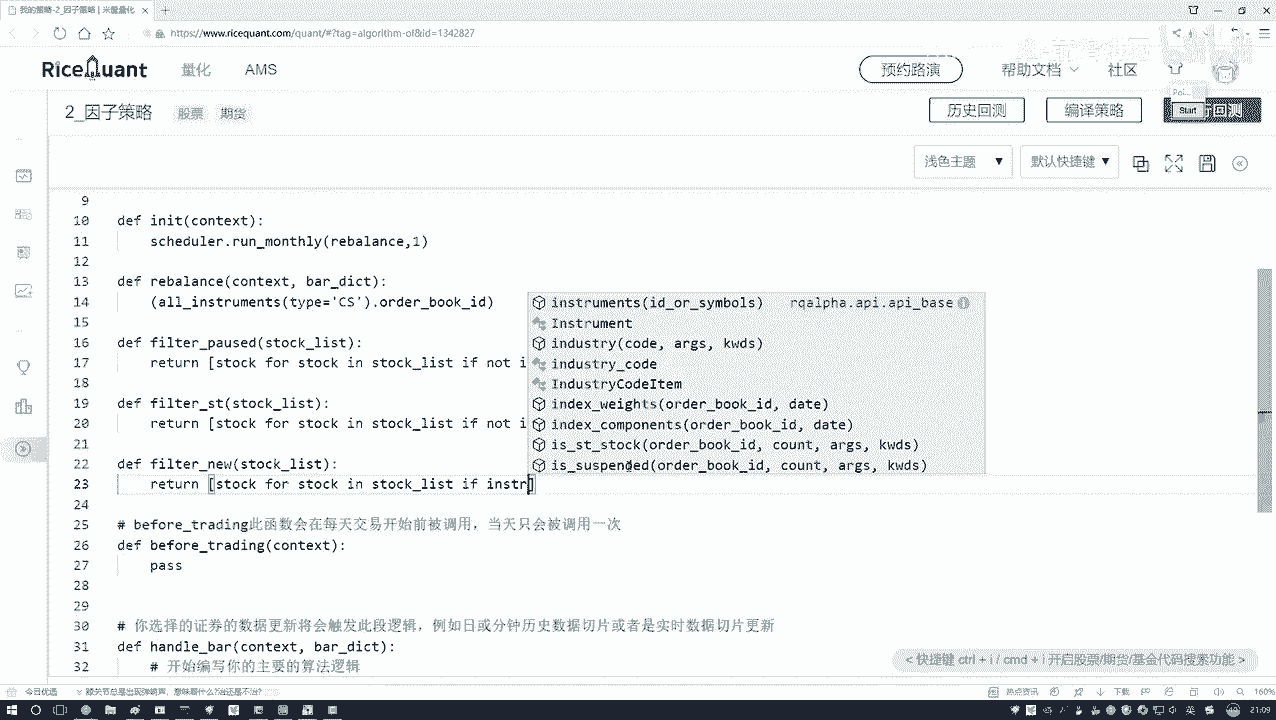 我的策略-2_因子策略 | 米筐量化
https://www.ricequant.com/quant/#?tag=algorithm-of&id=1342827
RiceQuant 量化 AMS 预约路演 帮助文档 社区
2_因子策略 股票 期货 历史回测 编译策略
Start
浅色主题 默认快捷键
9
10 def init(context):
11 scheduler.run_monthly(rebalance,1)
12
13 def rebalance(context, bar_dict):
14 (all_instruments(type='CS').order_book_id)
15
16 def filter_paused(stock_list):
17 return [stock for stock in stock_list if not i
18
19 def filter_st(stock_list):
20 return [stock for stock in stock_list if not i
21
22 def filter_new(stock_list):
23 return [stock for stock in stock_list if instr]
24
25 # before_trading此函数会在每天交易开始前被调用，当天只会被调用一次
26 def before_trading(context):
27 pass
28
29
30 # 你选择的证券的数据更新将会触发此段逻辑，例如日或分钟历史数据切片或者是实时数据切片更新
31 def handle_bar(context, bar_dict):
32 # 开始编写你的主要的算法逻辑
instruments(id_or_symbols) rqalpha.api.api_base
Instrument
industry(code, args, kwds)
industry_code
IndustryCodeItem
index_weights(order_book_id, date)
index_components(order_book_id, date)
is_st_stock(order_book_id, count, args, kwds)
is_suspended(order_book_id, count, args, kwds)
< 快捷键 ctrl + i / cmd + i 开启股票/期货/基金代码搜索功能 >
今日优选 热点资讯 下载 160%
21:09